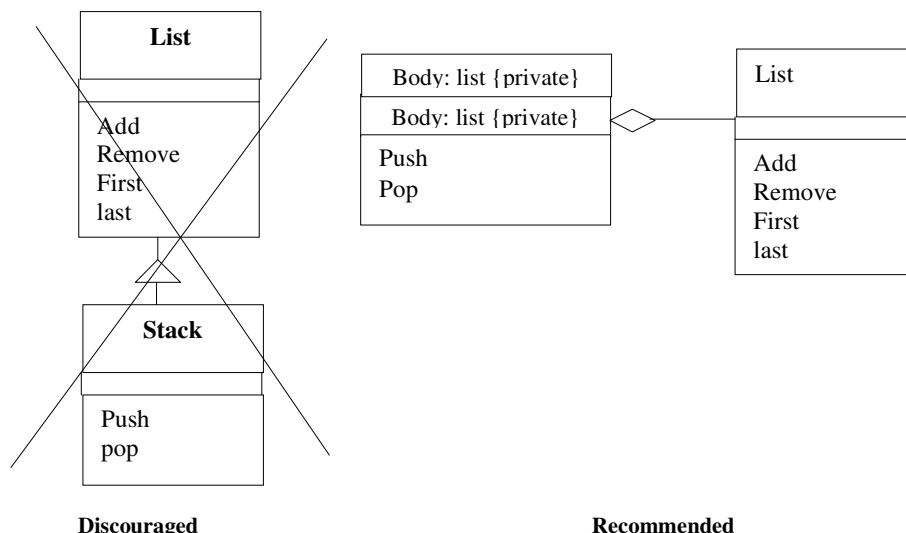 List
Add
Remove
First
last
Stack
Push
pop
Discouraged
Body: list {private}
Body: list {private}
Push
Pop
List
Add
Remove
First
last
Recommended